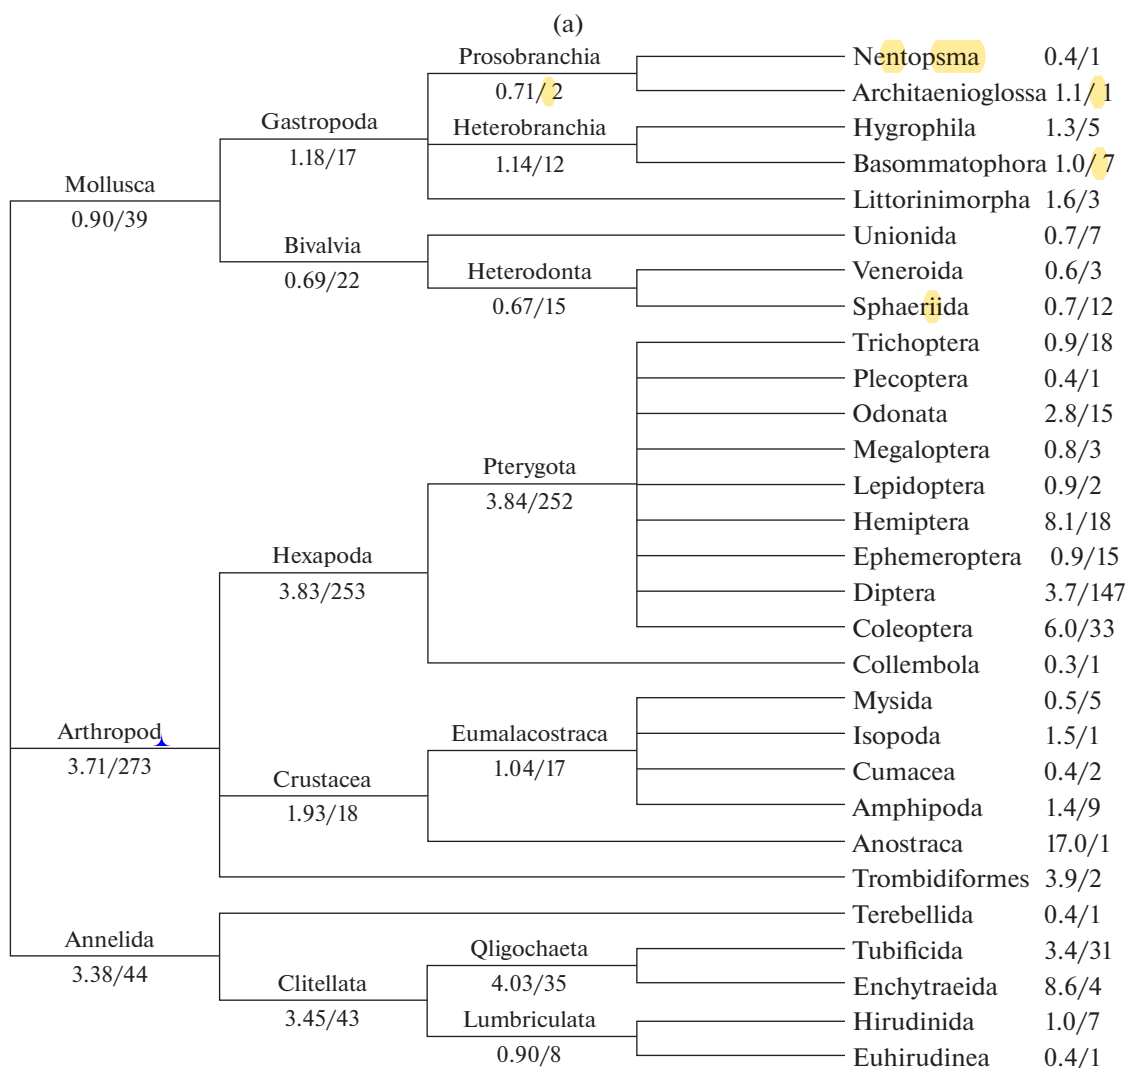 (a)
Prosobranchia
Nentopsma 0.4/1
0.71/ 2
Architaenioglossa 1.1/ 1
Gastropoda
Heterobranchia
Hygrophila 1.3/5
1.18/17
1.14/12
Basommatophora 1.0/ 7
Mollusca
Littorinimorpha 1.6/3
0.90/39
Bivalvia
Unionida 0.7/7
0.69/22
Heterodonta
Veneroida 0.6/3
0.67/15
Sphaeriida 0.7/12
Trichoptera 0.9/18
Plecoptera 0.4/1
Odonata 2.8/15
Pterygota
Megaloptera 0.8/3
3.84/252
Lepidoptera 0.9/2
Hemiptera 8.1/18
Hexapoda
Ephemeroptera 0.9/15
3.83/253
Diptera 3.7/147
Coleoptera 6.0/33
Collembola 0.3/1
Mysida 0.5/5
Arthropod
Eumalacostraca
Isopoda 1.5/1
3.71/273
1.04/17
Crustacea
Cumacea 0.4/2
1.93/18
Amphipoda 1.4/9
Anostraca 17.0/1
Trombidiformes 3.9/2
Terebellida 0.4/1
Annelida
Qligochaeta
Tubificida 3.4/31
3.38/44
Clitellata
4.03/35
Enchytraeida 8.6/4
3.45/43
Lumbriculata
Hirudinida 1.0/7
0.90/8
Euhirudinea 0.4/1